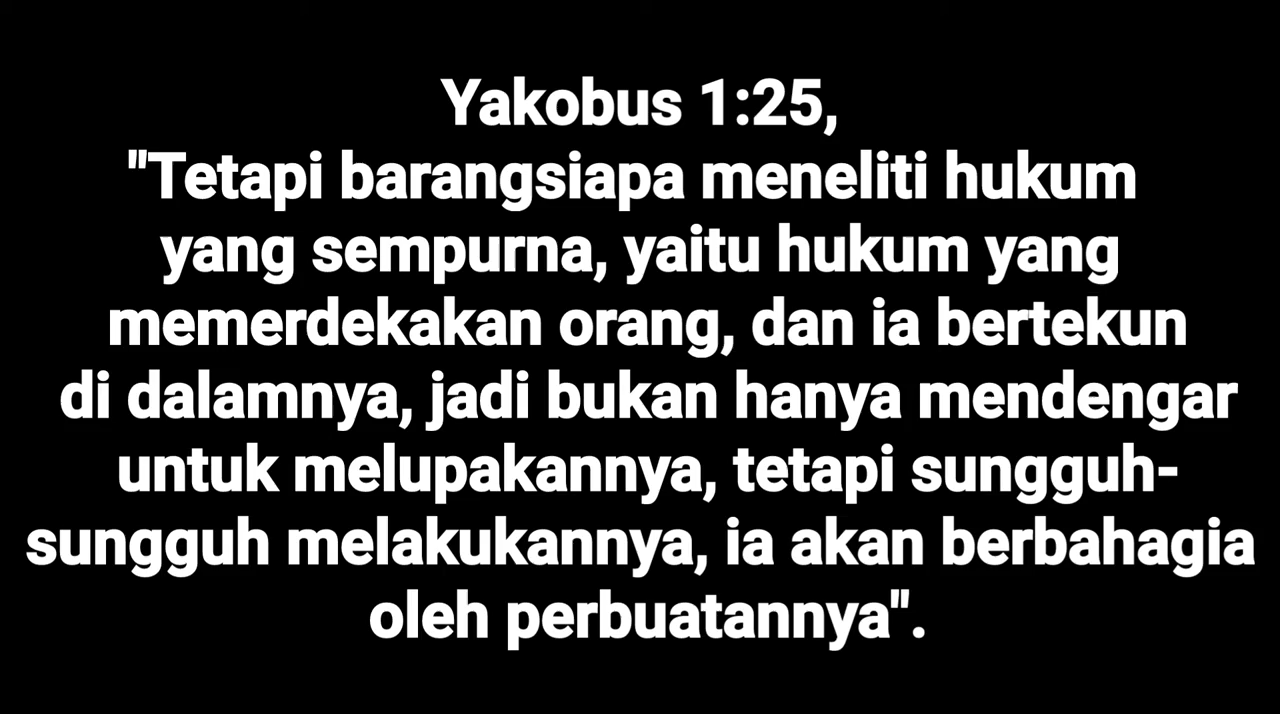 Yakobus 1:25,
"Tetapi barangsiapa meneliti hukum
yang sempurna, yaitu hukum yang
memerdekakan orang, dan ia bertekun
di dalamnya, jadi bukan hanya mendengar
untuk melupakannya, tetapi sungguh-
sungguh melakukannya, ia akan berbahagia
oleh perbuatannya".